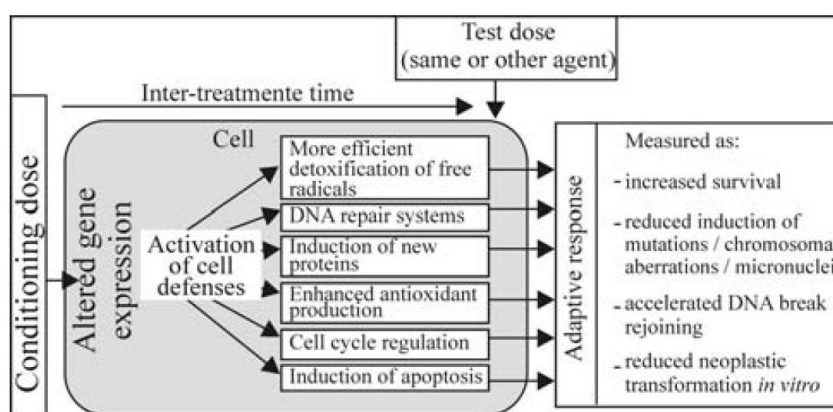 Test dose
(same or other agent)
Inter-treatmente time
Conditioning dose
Cell
Altered gene
expression
Activation
of cell
defenses
More efficient
detoxification of free
radicals
DNA repair systems
Induction of new
proteins
Enhanced antioxidant
production
Cell cycle regulation
Induction of apoptosis
Adaptive response
Measured as:
- increased survival
- reduced induction of
mutations / chromosomal
aberrations / micronuclei
- accelerated DNA break
rejoining
- reduced neoplastic
transformation in vitro